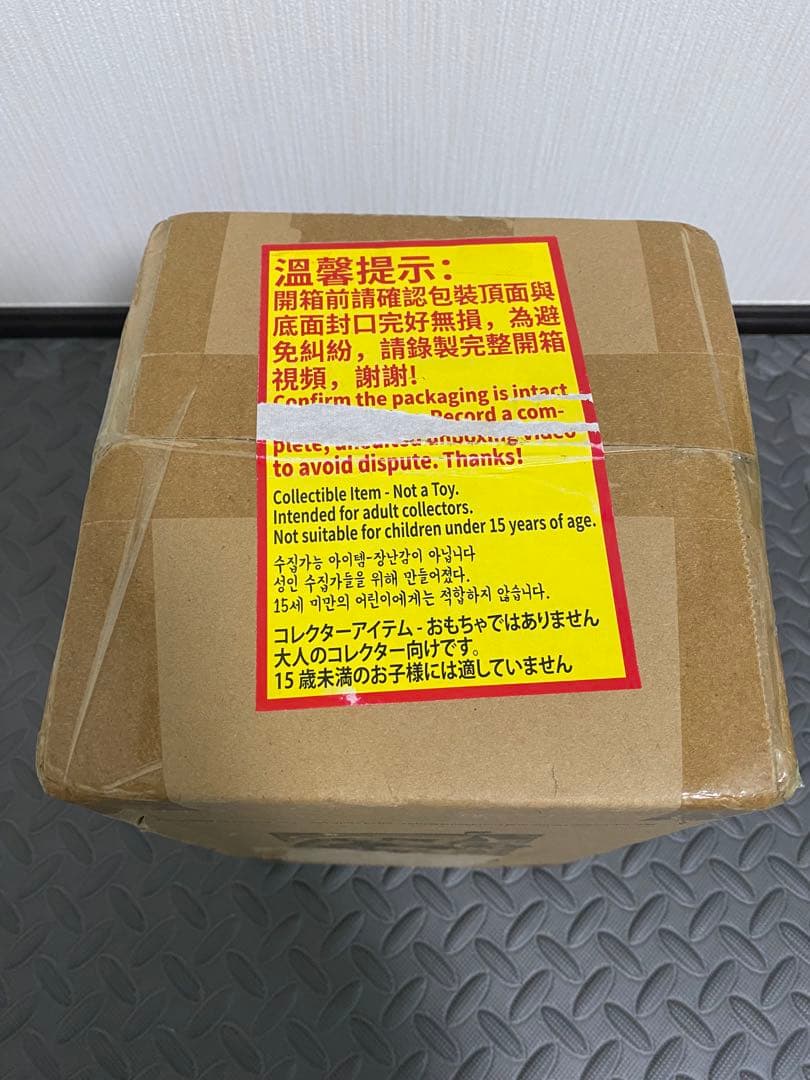 溫馨提示：
開箱前請確認包裝頂面與
底面封口完好無損，為避
免糾紛，請錄製完整開箱
視頻，謝謝！
Confirm the packaging is intact
Record a com-
plete, unedited unboxing video
to avoid dispute. Thanks!
Collectible Item - Not a Toy.
Intended for adult collectors.
Not suitable for children under 15 years of age.
수집가능 아이템-장난감이 아닙니다
성인 수집가들을 위해 만들어졌다.
15세 미만의 어린이에게는 적합하지 않습니다.
コレクターアイテム - おもちゃではありません
大人のコレクター向けです。
15 歳未満のお子様には適していません